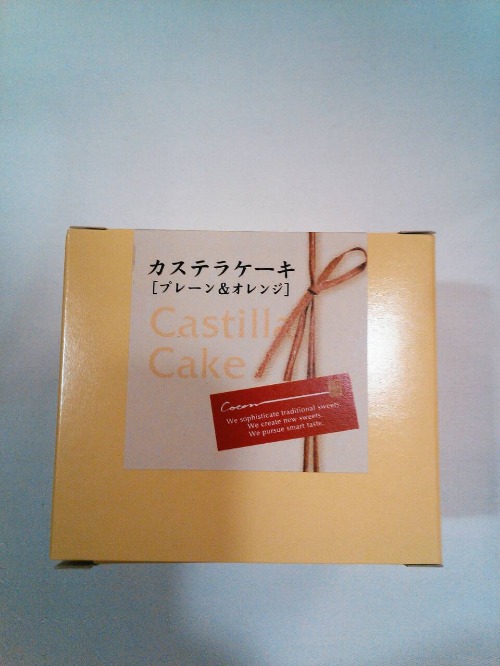 カステラケーキ
[プレーン&オレンジ]
Castilla
Cake
Cocon
We sophisticate traditional sweets.
We create new sweets.
We pursue smart taste.